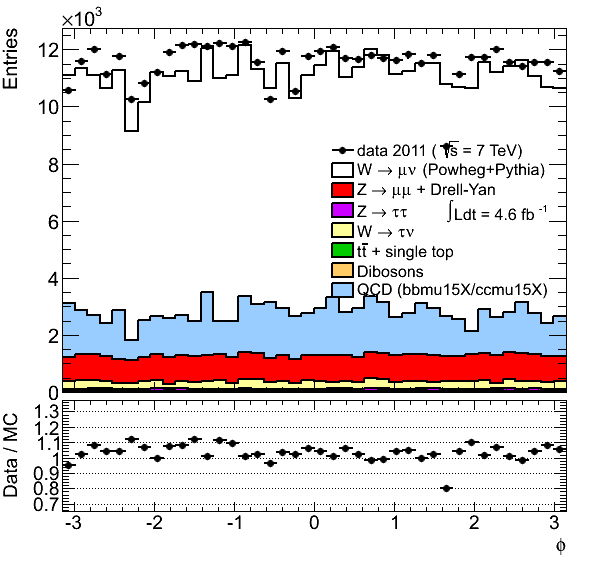 ×10³
Entries
12
10
8
6
4
2
0
data 2011 ( √s = 7 TeV)
W → μν (Powheg+Pythia)
Z → μμ + Drell-Yan
Z → ττ
∫Ldt = 4.6 fb⁻¹
W → τν
tt̄ + single top
Dibosons
QCD (bbmu15X/ccmu15X)
Data / MC
1.3
1.2
1.1
1
0.9
0.8
0.7
-3 -2 -1 0 1 2 3
ϕ